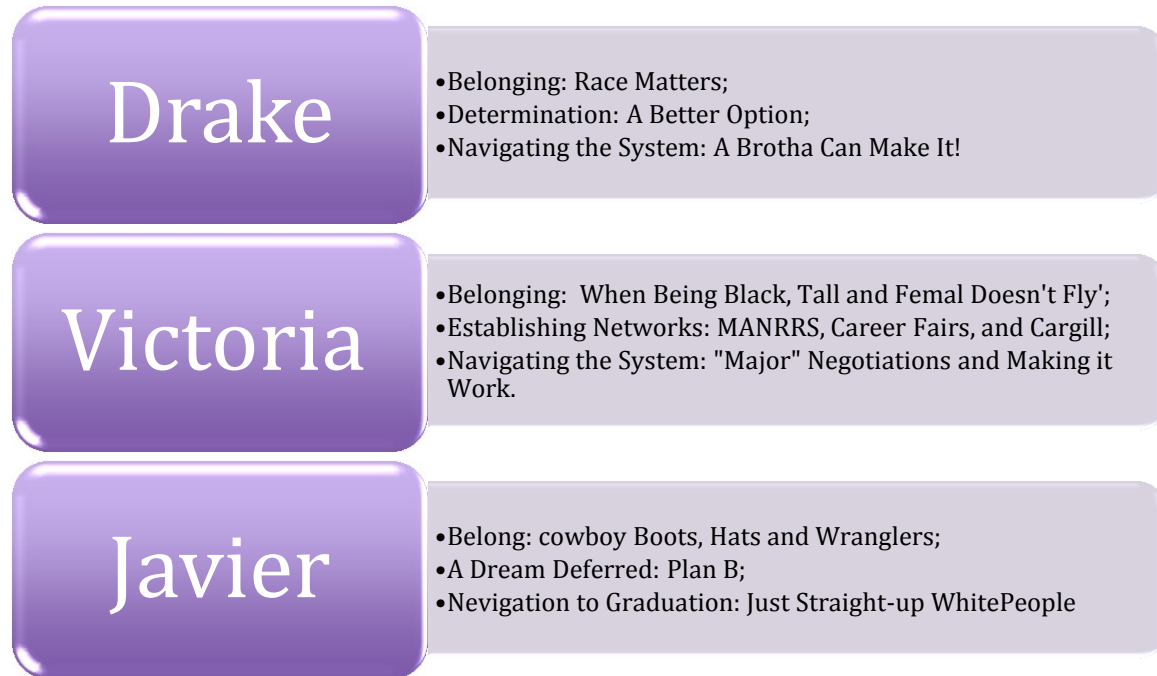 Drake
•Belonging: Race Matters;
•Determination: A Better Option;
•Navigating the System: A Brotha Can Make It!
Victoria
•Belonging:  When Being Black, Tall and Femal Doesn't Fly';
•Establishing Networks: MANRRS, Career Fairs, and Cargill;
•Navigating the System: "Major" Negotiations and Making it
Work.
Javier
•Belong: cowboy Boots, Hats and Wranglers;
•A Dream Deferred: Plan B;
•Nevigation to Graduation: Just Straight-up WhitePeople